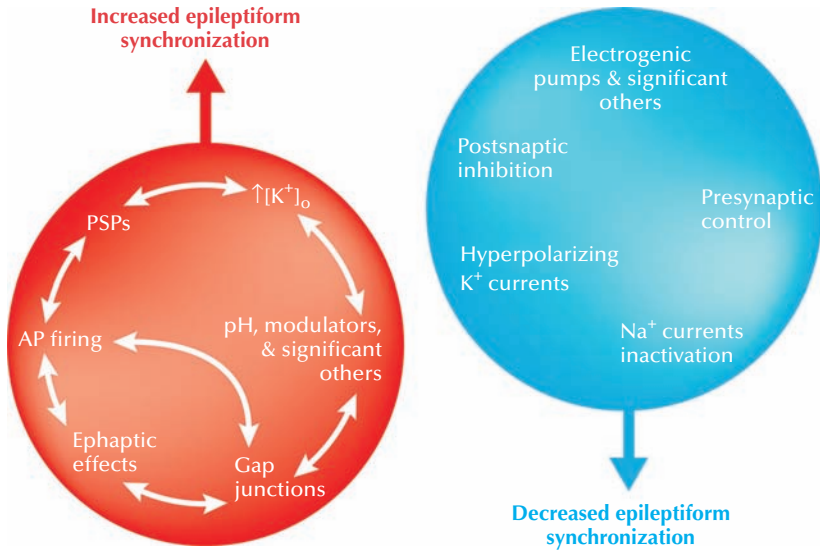 Increased epileptiform
synchronization
PSPs
↑[K⁺]ₒ
AP firing
pH, modulators,
& significant
others
Ephaptic
effects
Gap
junctions
Electrogenic
pumps & significant
others
Postsnaptic
inhibition
Presynaptic
control
Hyperpolarizing
K⁺ currents
Na⁺ currents
inactivation
Decreased epileptiform
synchronization